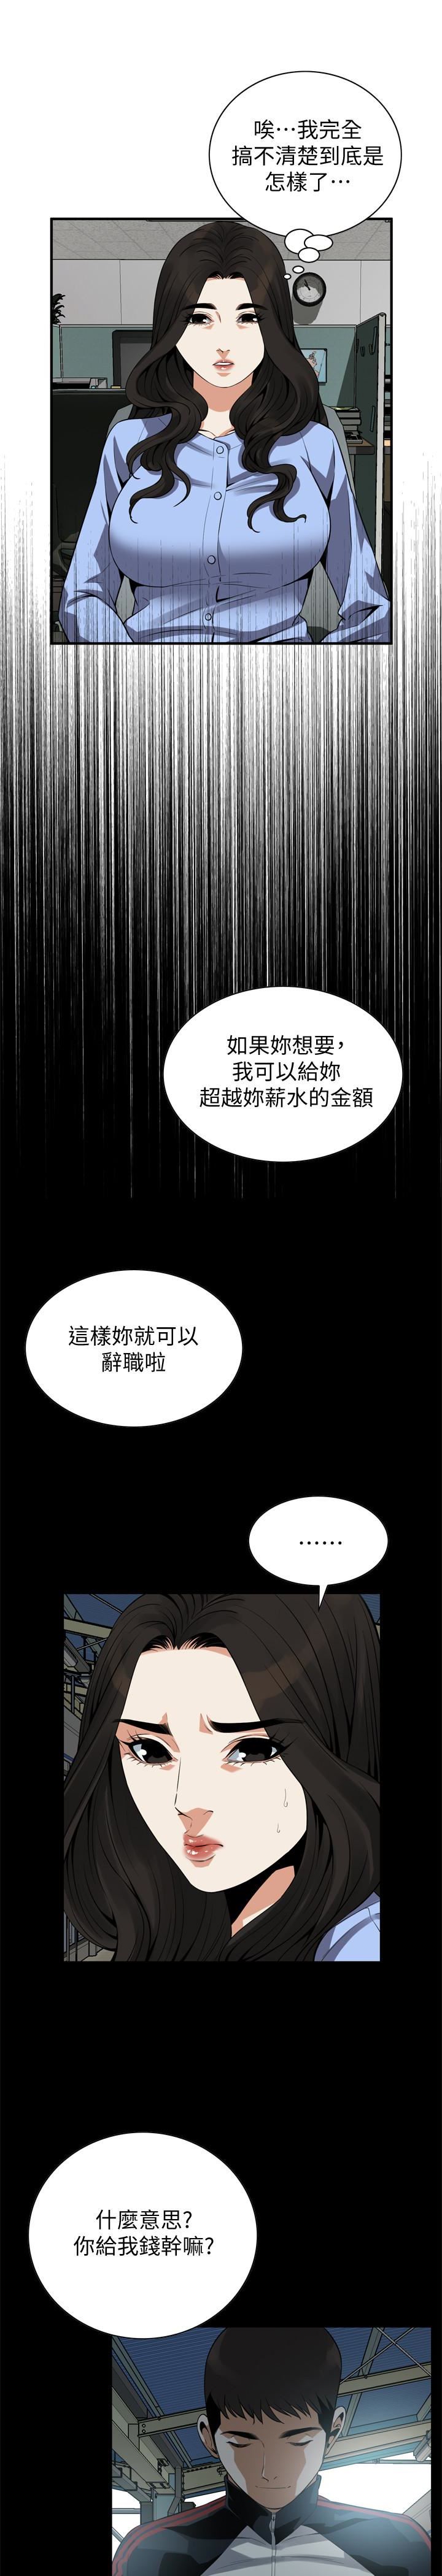 唉⋯我完全
搞不清楚到底是
怎樣了⋯
如果妳想要,
我可以給妳
超越妳薪水的金額
這樣妳就可以
辭職啦
⋯⋯
什麼意思?
你給我錢幹嘛?